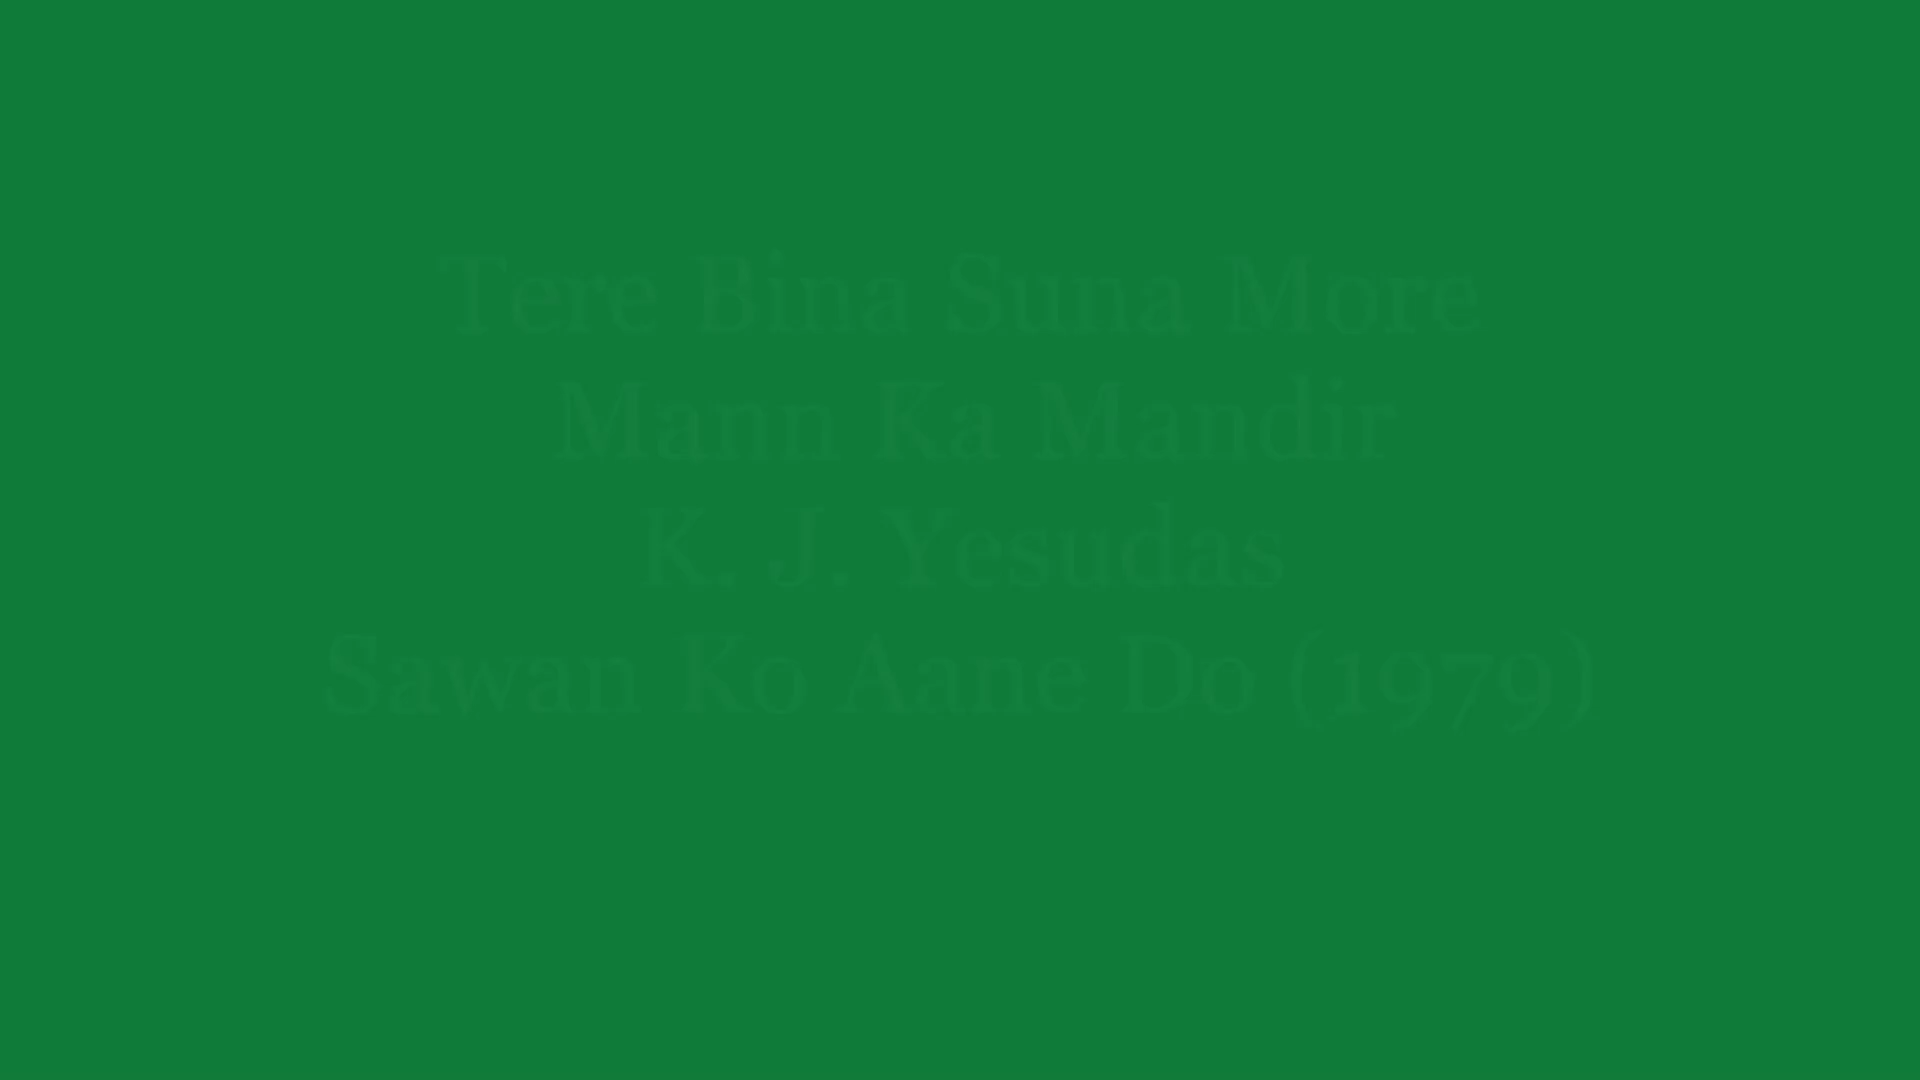 Tere Bina Suna More
Mann Ka Mandir
K. J. Yesudas
Sawan Ko Aane Do (1979)